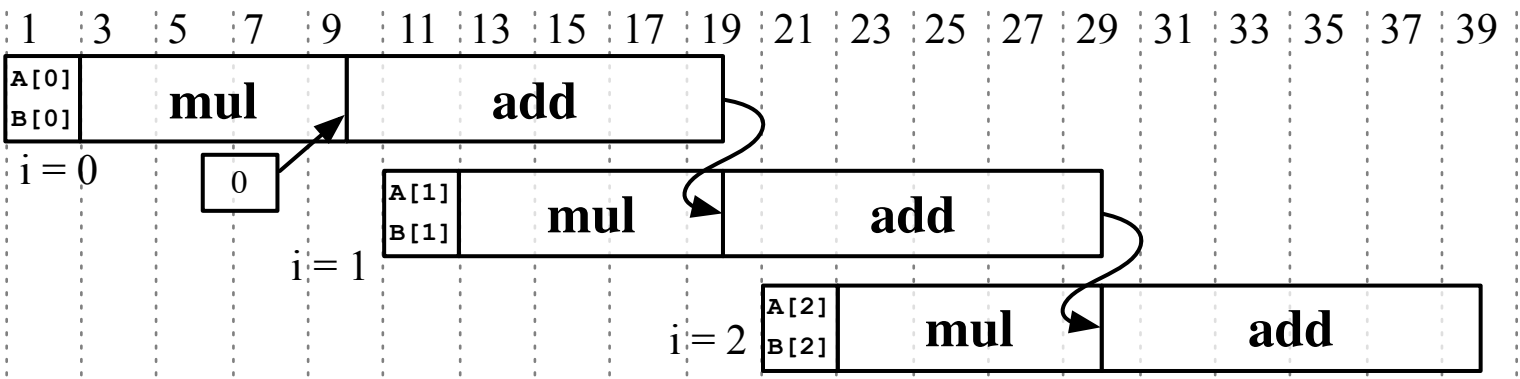 1 3 5 7 9 11 13 15 17 19 21 23 25 27 29 31 33 35 37 39
A[0]
B[0]
mul
add
i = 0
0
A[1]
B[1]
mul
add
i = 1
A[2]
B[2]
mul
add
i = 2